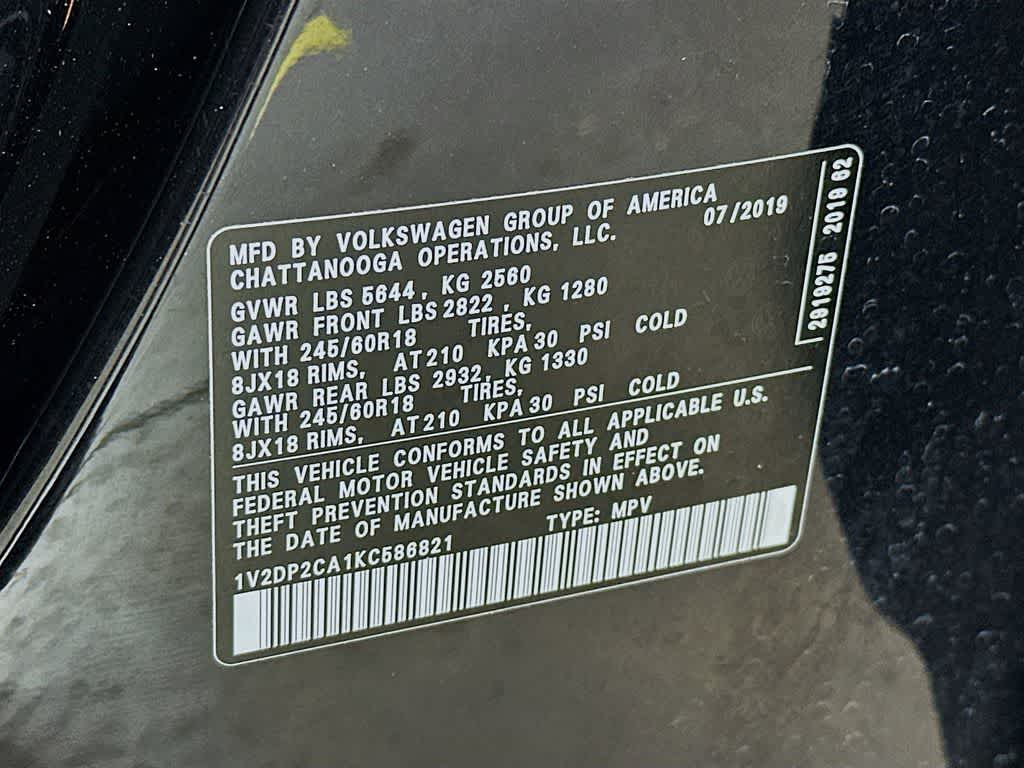 MFD BY VOLKSWAGEN GROUP OF AMERICA
CHATTANOOGA OPERATIONS, LLC. 07/2019
GVWR LBS 5644, KG 2560
GAWR FRONT LBS 2822, KG 1280
WITH 245/60R18 TIRES,
8JX18 RIMS, AT 210 KPA 30 PSI COLD
GAWR REAR LBS 2932, KG 1330
WITH 245/60R18 TIRES,
8JX18 RIMS, AT 210 KPA 30 PSI COLD
THIS VEHICLE CONFORMS TO ALL APPLICABLE U.S.
FEDERAL MOTOR VEHICLE SAFETY AND
THEFT PREVENTION STANDARDS IN EFFECT ON
THE DATE OF MANUFACTURE SHOWN ABOVE.
1V2DP2CA1KC586821 TYPE: MPV
2919275 2019 62